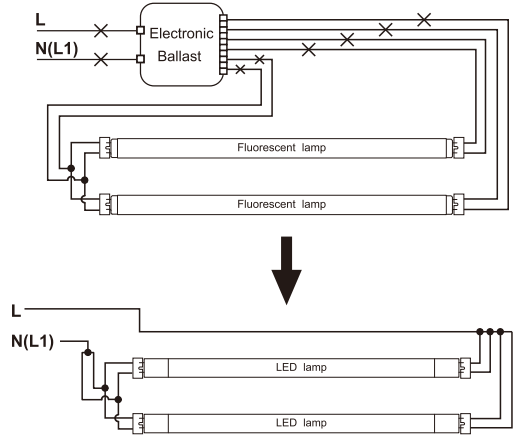 L
Electronic
N(L1)
Ballast
Fluorescent lamp
Fluorescent lamp
L
N(L1)
LED lamp
LED lamp